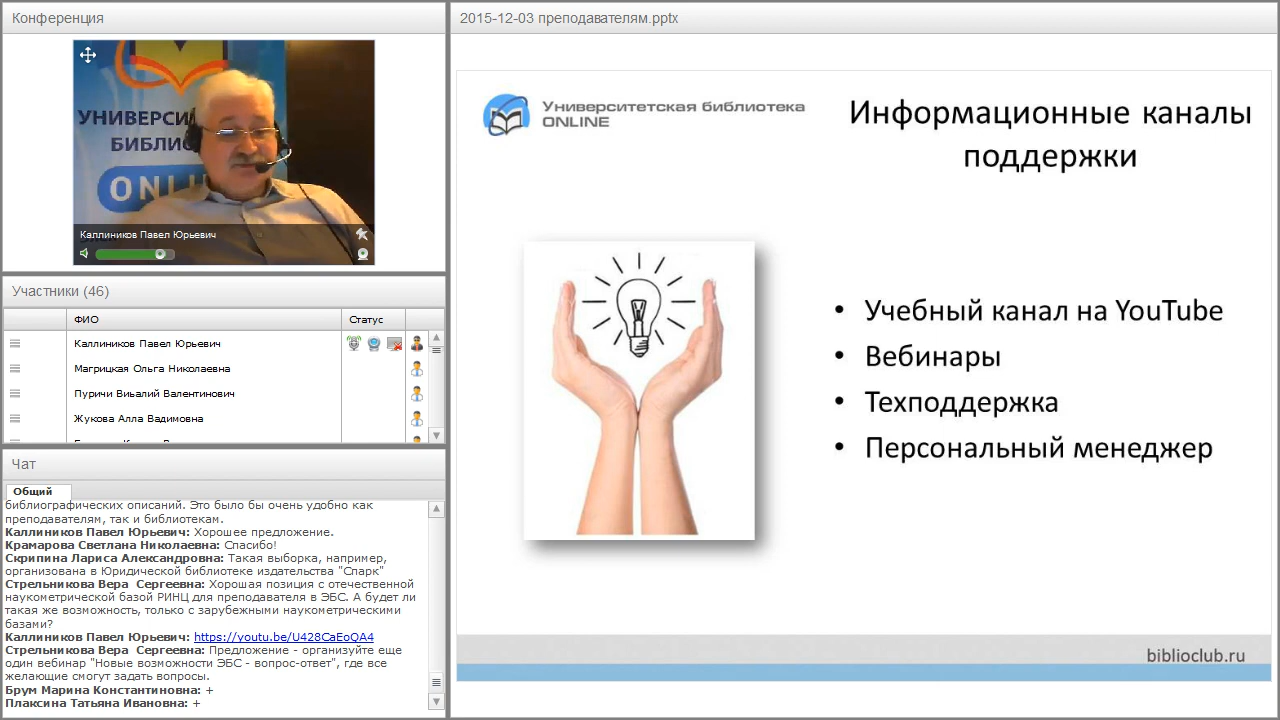 Конференция
УНИВЕРСИ
БИБЛИО
ONLI
Каллиников Павел Юрьевич
Участники (46)
ФИО
Статус
Каллиников Павел Юрьевич
Магрицкая Ольга Николаевна
Пуричи Виьалий Валентинович
Жукова Алла Вадимовна
Чат
Общий
библиографических описаний. Это было бы очень удобно как
преподавателям, так и библиотекам.
Каллиников Павел Юрьевич: Хорошее предложение.
Крамарова Светлана Николаевна: Спасибо!
Скрипина Лариса Александровна: Такая выборка, например,
организована в Юридической библиотеке издательства "Спарк"
Стрельникова Вера Сергеевна: Хорошая позиция с отечественной
наукометрической базой РИНЦ для преподавателя в ЭБС. А будет ли
такая же возможность, только с зарубежными наукометрическими
базами?
Каллиников Павел Юрьевич: https://youtu.be/U428CaEoQA4
Стрельникова Вера Сергеевна: Предложение - организуйте еще
один вебинар "Новые возможности ЭБС - вопрос-ответ", где все
желающие смогут задать вопросы.
Брум Марина Константиновна: +
Плаксина Татьяна Ивановна: +
2015-12-03 преподавателям.pptx
Университетская библиотека
ONLINE
Информационные каналы
поддержки
• Учебный канал на YouTube
• Вебинары
• Техподдержка
• Персональный менеджер
biblioclub.ru